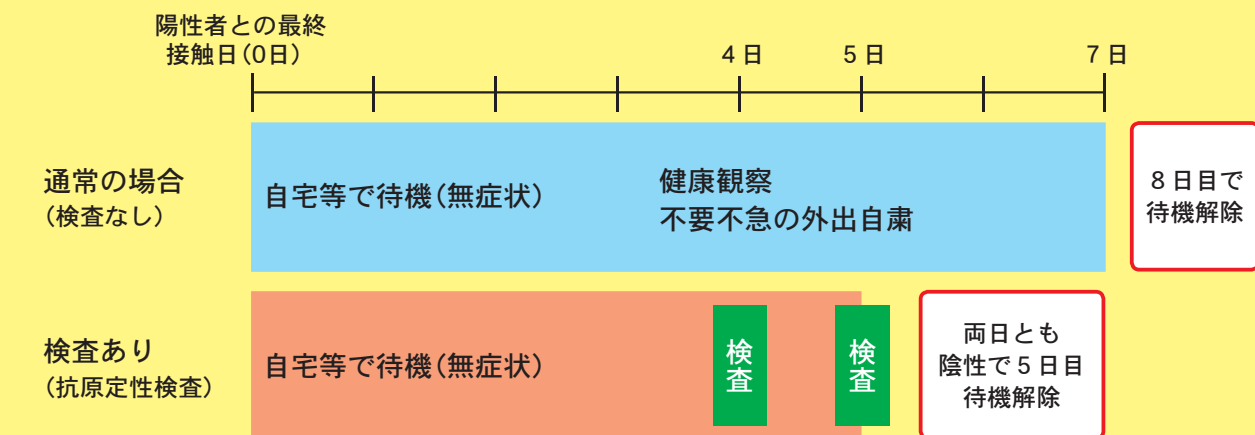 陽性者との最終
接触日(0日)
4日
5日
7日
通常の場合
(検査なし)
自宅等で待機(無症状)
健康観察
不要不急の外出自粛
8日目で
待機解除
検査あり
(抗原定性検査)
自宅等で待機(無症状)
検査
検査
両日とも
陰性で5日目
待機解除